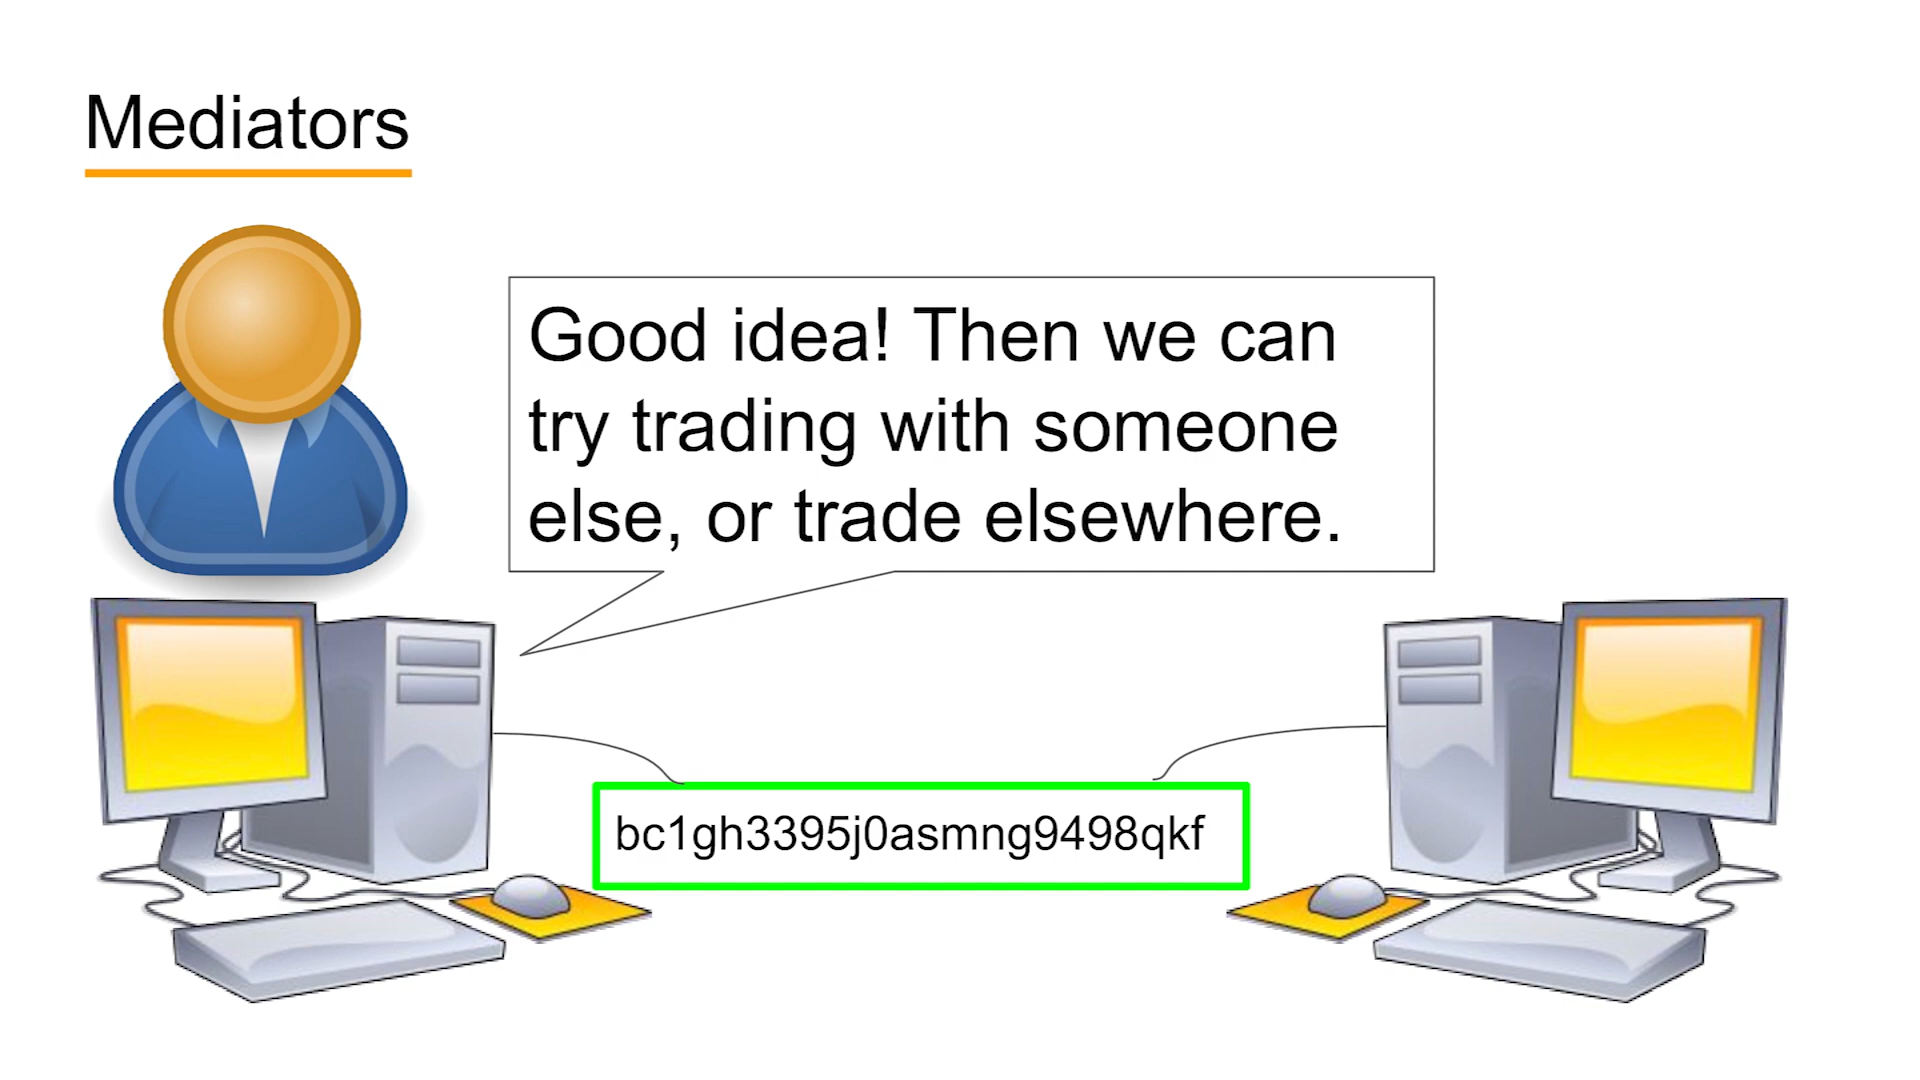 Mediators
Good idea! Then we can
try trading with someone
else, or trade elsewhere.
bc1gh3395j0asmng9498qkf